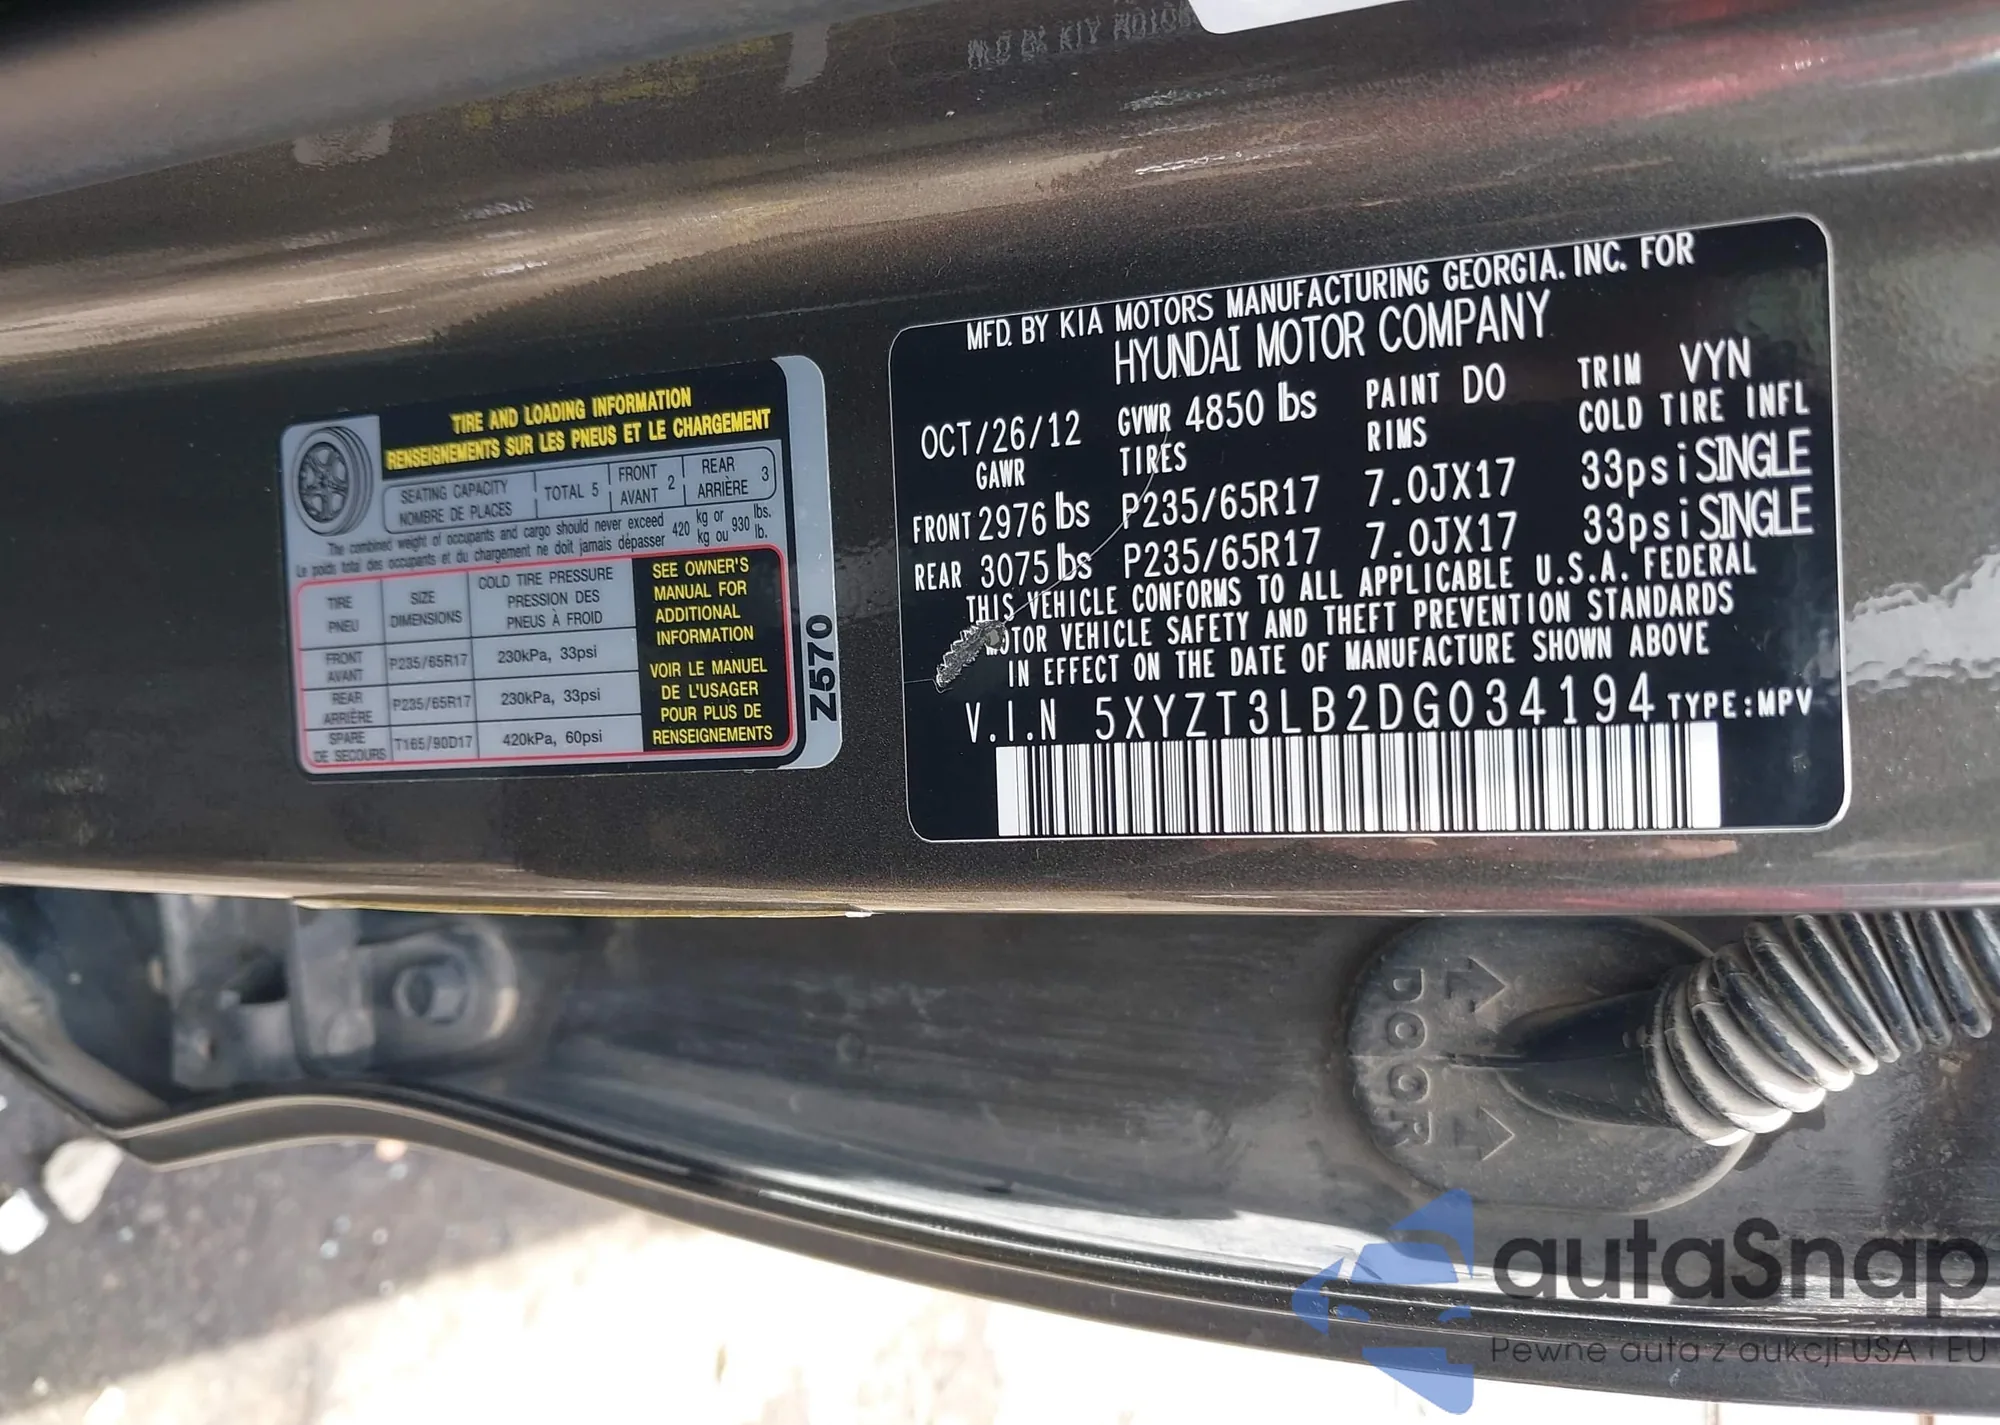 TIRE AND LOADING INFORMATION
RENSEIGNEMENTS SUR LES PNEUS ET LE CHARGEMENT
SEATING CAPACITY
NOMBRE DE PLACES
TOTAL 5
FRONT
AVANT 2
REAR
ARRIÈRE 3
The combined weight of occupants and cargo should never exceed 420 kg or 930 lbs.
Le poids total des occupants et du chargement ne doit jamais dépasser kg ou lb.
TIRE
PNEU
SIZE
DIMENSIONS
COLD TIRE PRESSURE
PRESSION DES
PNEUS À FROID
FRONT
AVANT
P235/65R17
230kPa, 33psi
REAR
ARRIÈRE
P235/65R17
230kPa, 33psi
SPARE
DE SECOURS
T165/90D17
420kPa, 60psi
SEE OWNER'S
MANUAL FOR
ADDITIONAL
INFORMATION
VOIR LE MANUEL
DE L'USAGER
POUR PLUS DE
RENSEIGNEMENTS
Z570
MFD. BY KIA MOTORS MANUFACTURING GEORGIA. INC. FOR
HYUNDAI MOTOR COMPANY
OCT/26/12 GVWR 4850 lbs PAINT DO TRIM VYN
GAWR TIRES RIMS COLD TIRE INFL
FRONT 2976 lbs P235/65R17 7.0JX17 33psi SINGLE
REAR 3075 lbs P235/65R17 7.0JX17 33psi SINGLE
THIS VEHICLE CONFORMS TO ALL APPLICABLE U.S.A. FEDERAL
MOTOR VEHICLE SAFETY AND THEFT PREVENTION STANDARDS
IN EFFECT ON THE DATE OF MANUFACTURE SHOWN ABOVE
V.I.N 5XYZT3LB2DG034194 TYPE:MPV
DOOR
autaSnap
Pewne auta z aukcji USA i EU